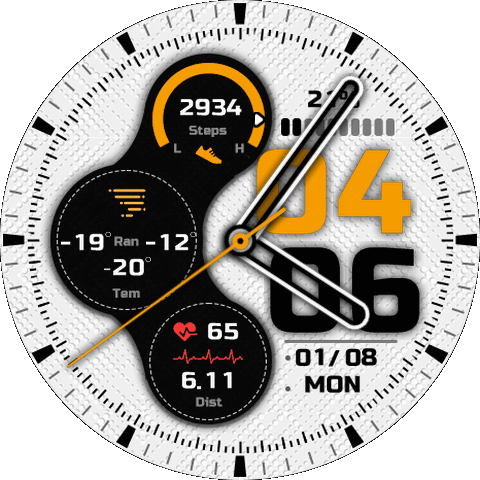 2934
Steps
L H
04
-19° Ran -12°
-20°
Tem
06
65
6.11
Dist
01/08
MON